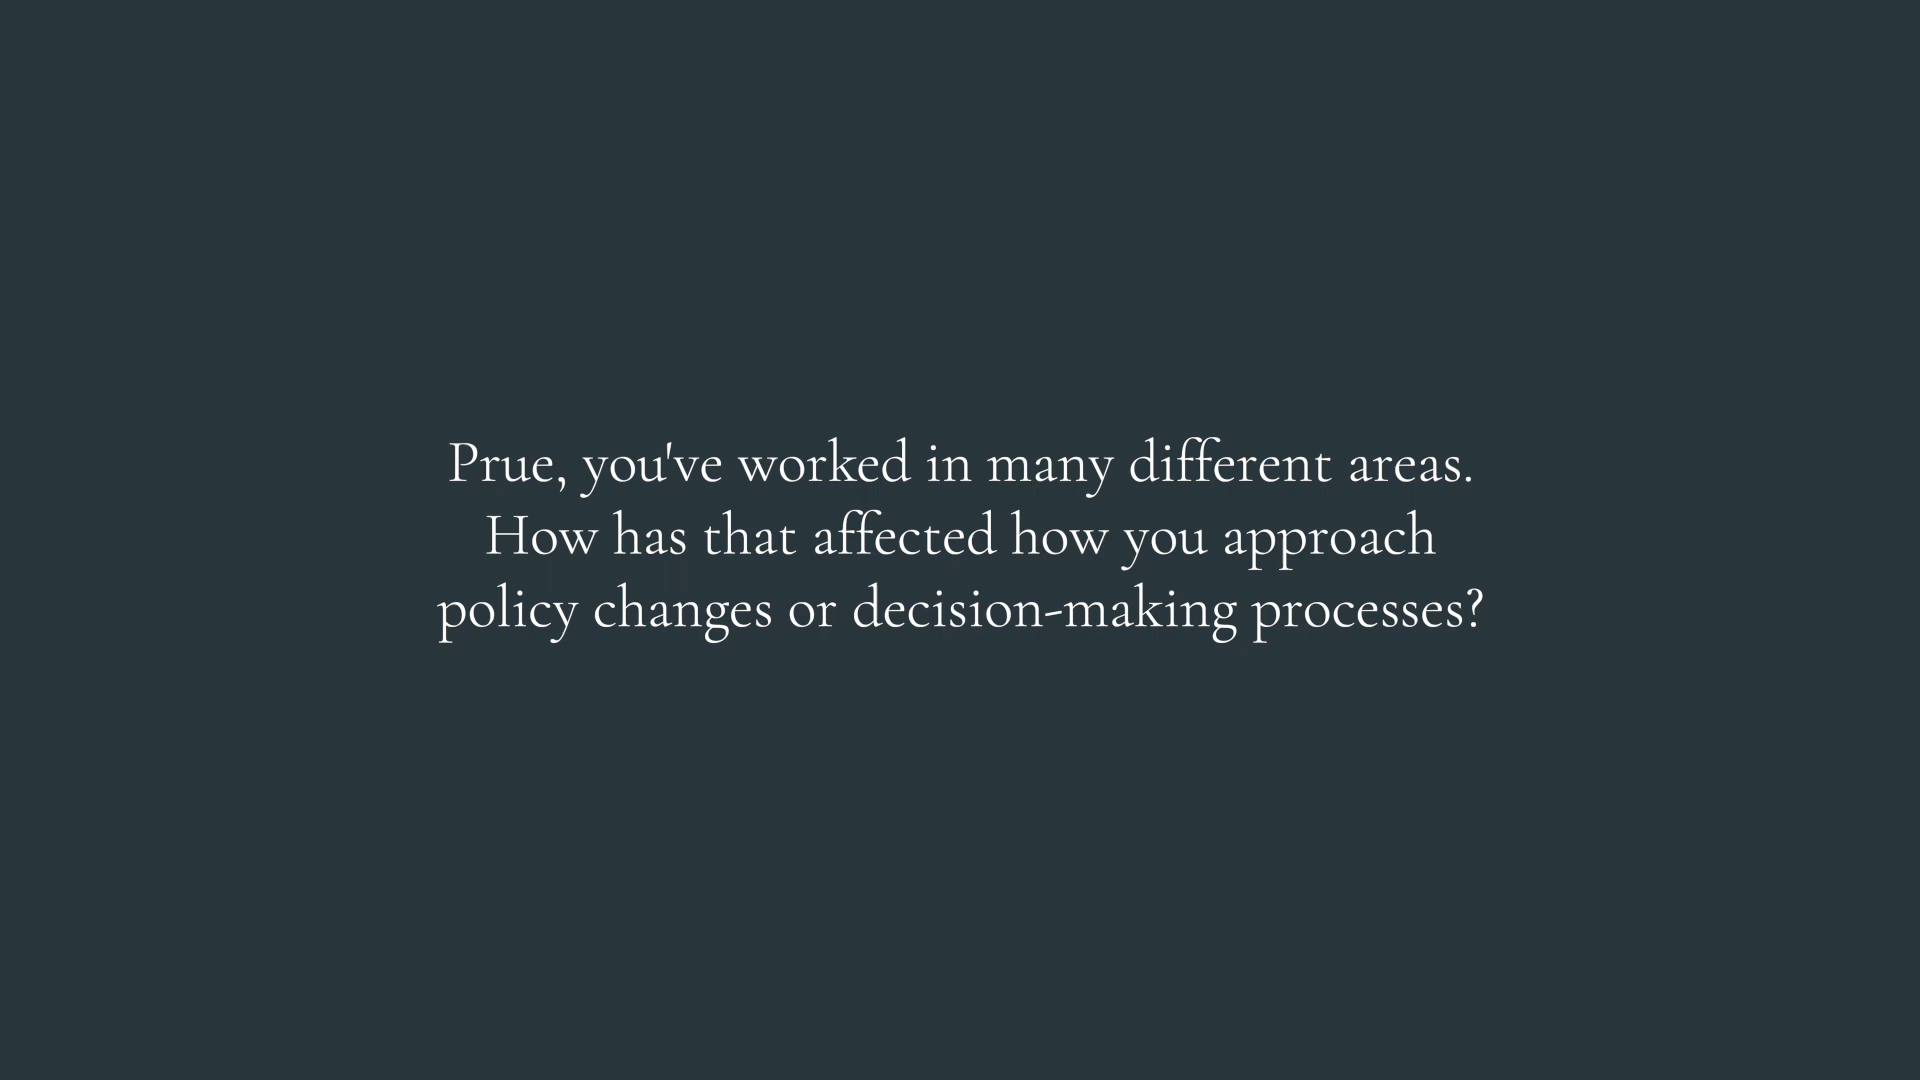 Prue, you've worked in many different areas.
How has that affected how you approach
policy changes or decision-making processes?